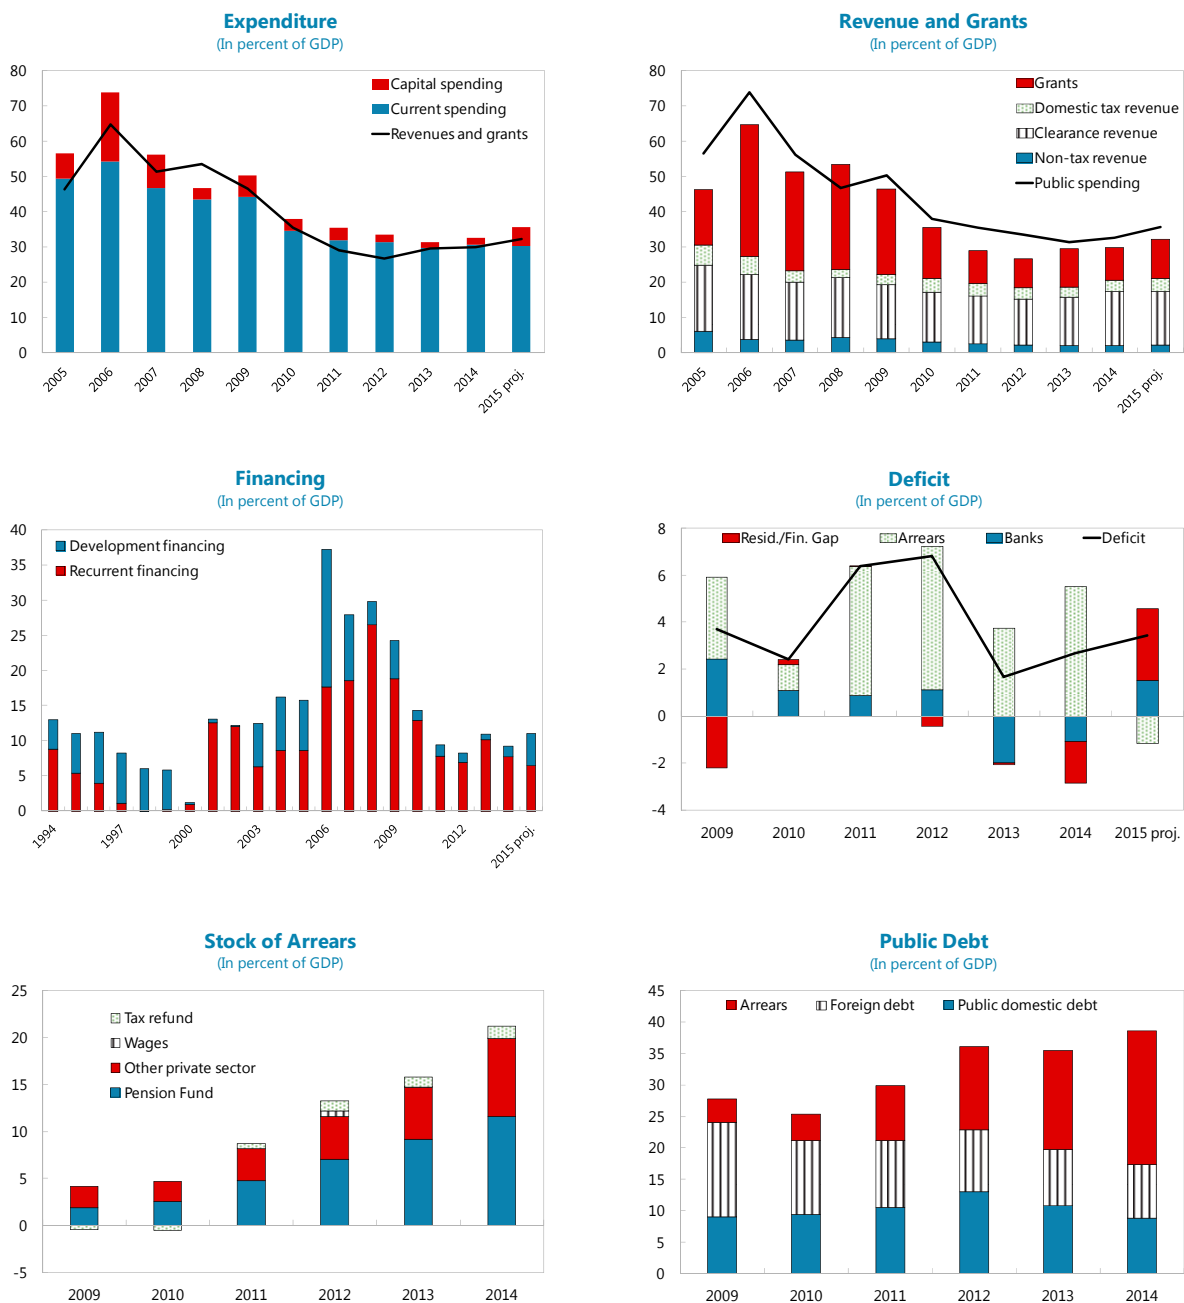 Expenditure
(In percent of GDP)
80
70
60
50
40
30
20
10
0
Capital spending
Current spending
Revenues and grants
2005
2006
2007
2008
2009
2010
2011
2012
2013
2014
2015 proj.
Revenue and Grants
(In percent of GDP)
80
70
60
50
40
30
20
10
0
Grants
Domestic tax revenue
Clearance revenue
Non-tax revenue
Public spending
2005
2006
2007
2008
2009
2010
2011
2012
2013
2014
2015 proj.
Financing
(In percent of GDP)
40
35
30
25
20
15
10
5
0
Development financing
Recurrent financing
1994
1997
2000
2003
2006
2009
2012
2015 proj.
Deficit
(In percent of GDP)
8
6
4
2
0
-2
-4
Resid./Fin. Gap
Arrears
Banks
Deficit
2009
2010
2011
2012
2013
2014
2015 proj.
Stock of Arrears
(In percent of GDP)
25
20
15
10
5
0
-5
Tax refund
Wages
Other private sector
Pension Fund
2009
2010
2011
2012
2013
2014
Public Debt
(In percent of GDP)
45
40
35
30
25
20
15
10
5
0
Arrears
Foreign debt
Public domestic debt
2009
2010
2011
2012
2013
2014